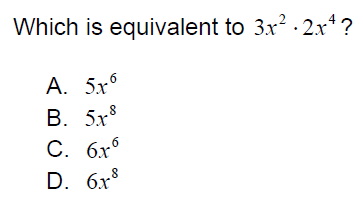 Which is equivalent to 3x² · 2x⁴ ?
A. 5x⁶
B. 5x⁸
C. 6x⁶
D. 6x⁸